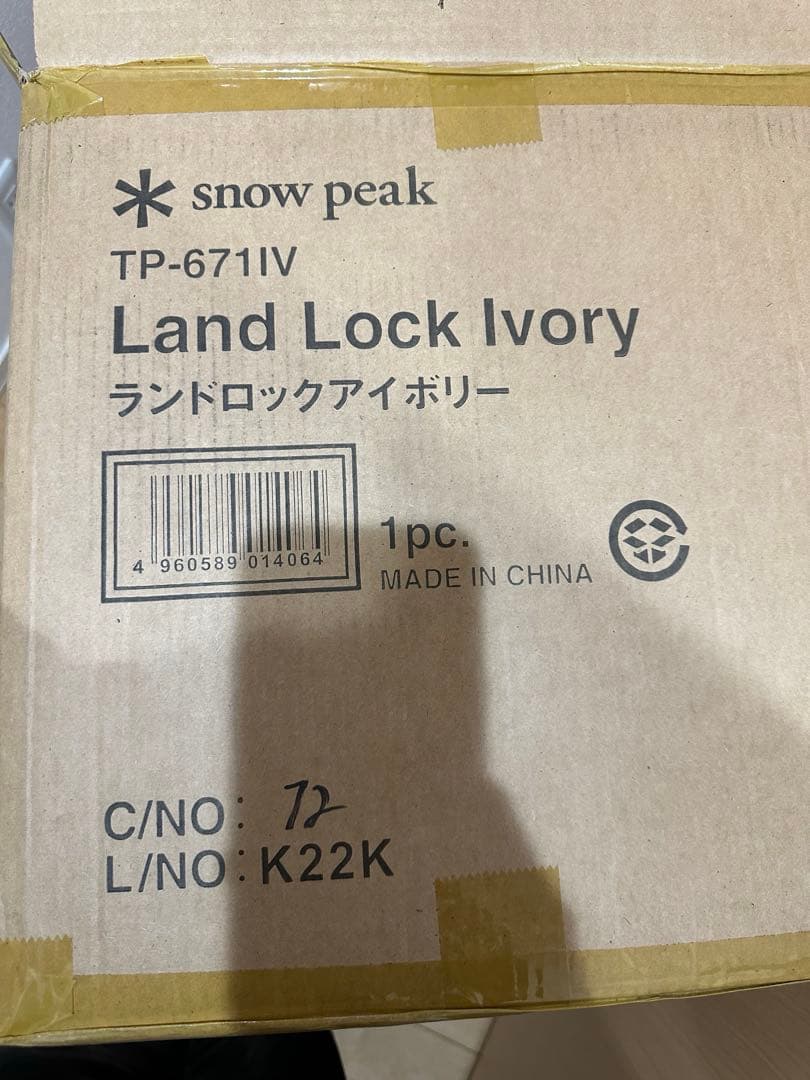 snow peak
TP-671IV
Land Lock Ivory
ランドロックアイボリー
4 960589 014064
1pc.
MADE IN CHINA
C/NO: 72
L/NO: K22K